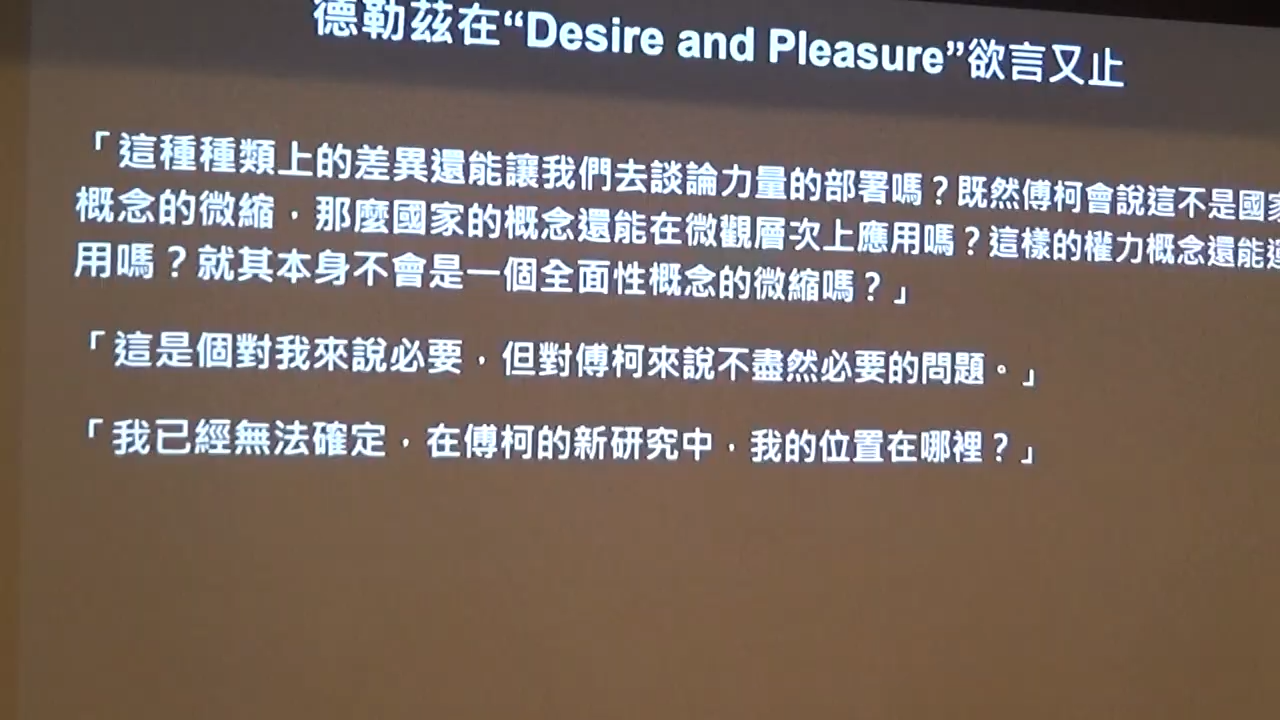 德勒茲在“Desire and Pleasure”欲言又止
「這種種類上的差異還能讓我們去談論力量的部署嗎？既然傅柯會說這不是國家
概念的微縮，那麼國家的概念還能在微觀層次上應用嗎？這樣的權力概念還能
用嗎？就其本身不會是一個全面性概念的微縮嗎？」
「這是個對我來說必要，但對傅柯來說不盡然必要的問題。」
「我已經無法確定，在傅柯的新研究中，我的位置在哪裡？」